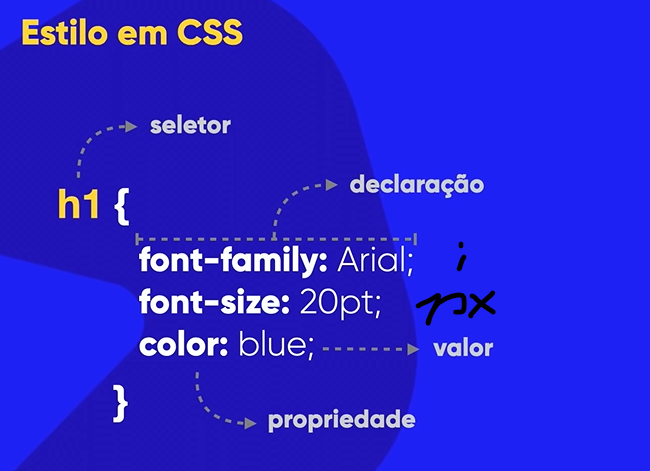 Estilo em CSS
seletor
declaração
h1 {
font-family: Arial; i
font-size: 20pt; px
color: blue; valor
}
propriedade